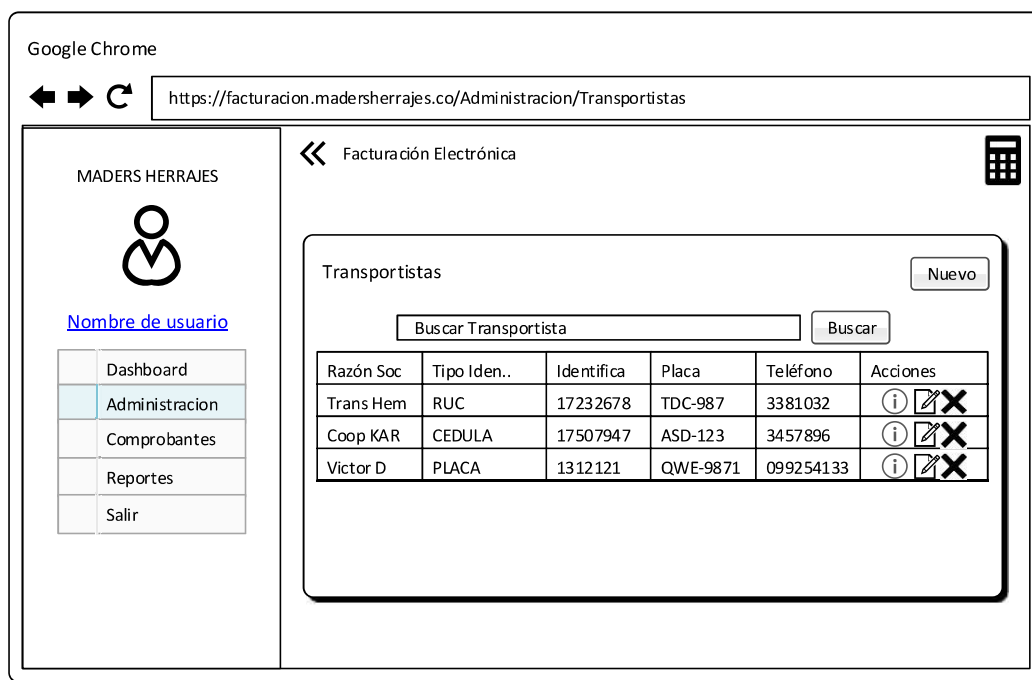 Google Chrome
https://facturacion.madersherrajes.co/Administracion/Transportistas
MADERS HERRAJES
Nombre de usuario
Dashboard
Administracion
Comprobantes
Reportes
Salir
Facturación Electrónica
Transportistas
Nuevo
Buscar Transportista
Buscar
Razón Soc Tipo Iden.. Identifica Placa Teléfono Acciones
Trans Hem RUC 17232678 TDC-987 3381032
Coop KAR CEDULA 17507947 ASD-123 3457896
Victor D PLACA 1312121 QWE-9871 099254133